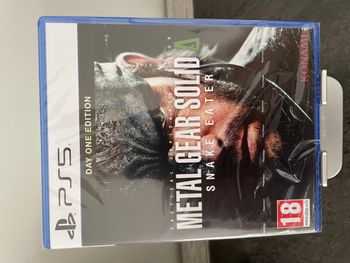 PS5
DAY ONE EDITION
KONAMI
METAL GEAR SOLID Δ
SNAKE EATER
18